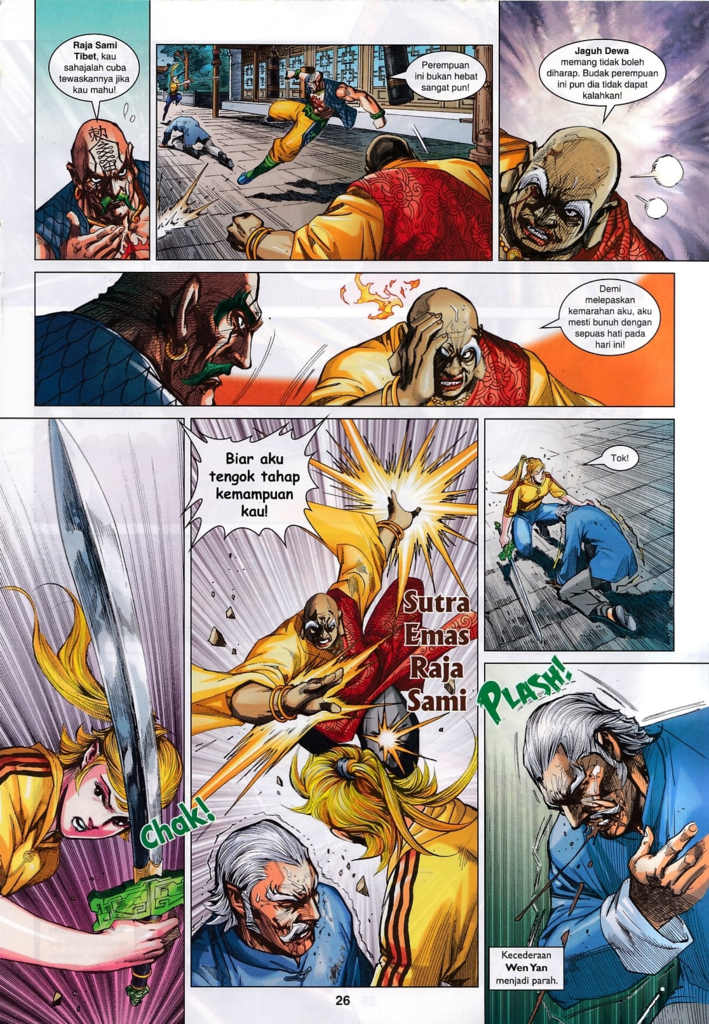 Raja Sami
Tibet, kau
sahajalah cuba
tewaskannya jika
kau mahu!
Perempuan
ini bukan hebat
sangat pun!
Jaguh Dewa
memang tidak boleh
diharap. Budak perempuan
ini pun dia tidak dapat
kalahkan!
Demi
melepaskan
kemarahan aku, aku
mesti bunuh dengan
sepuas hati pada
hari ini!
Chak!
Biar aku
tengok tahap
kemampuan
kau!
Sutra
Emas
Raja
Sami
Tok!
PLASH!
Kecederaan
Wen Yan
menjadi parah.
26